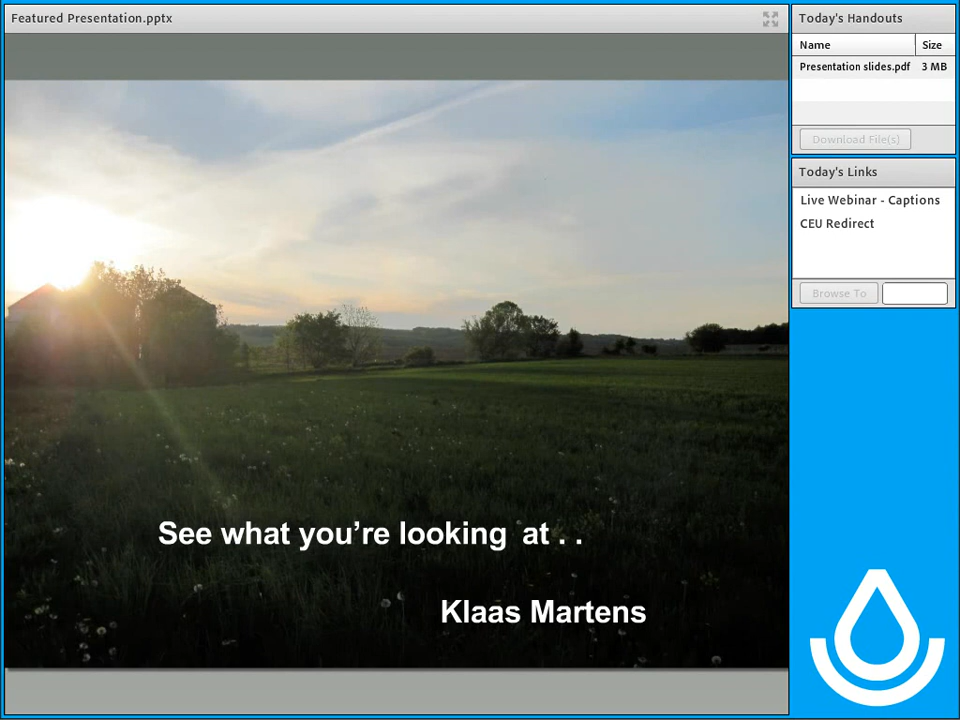 Featured Presentation.pptx
See what you’re looking at . .
Klaas Martens
Today's Handouts
Name Size
Presentation slides.pdf 3 MB
Download File(s)
Today's Links
Live Webinar - Captions
CEU Redirect
Browse To